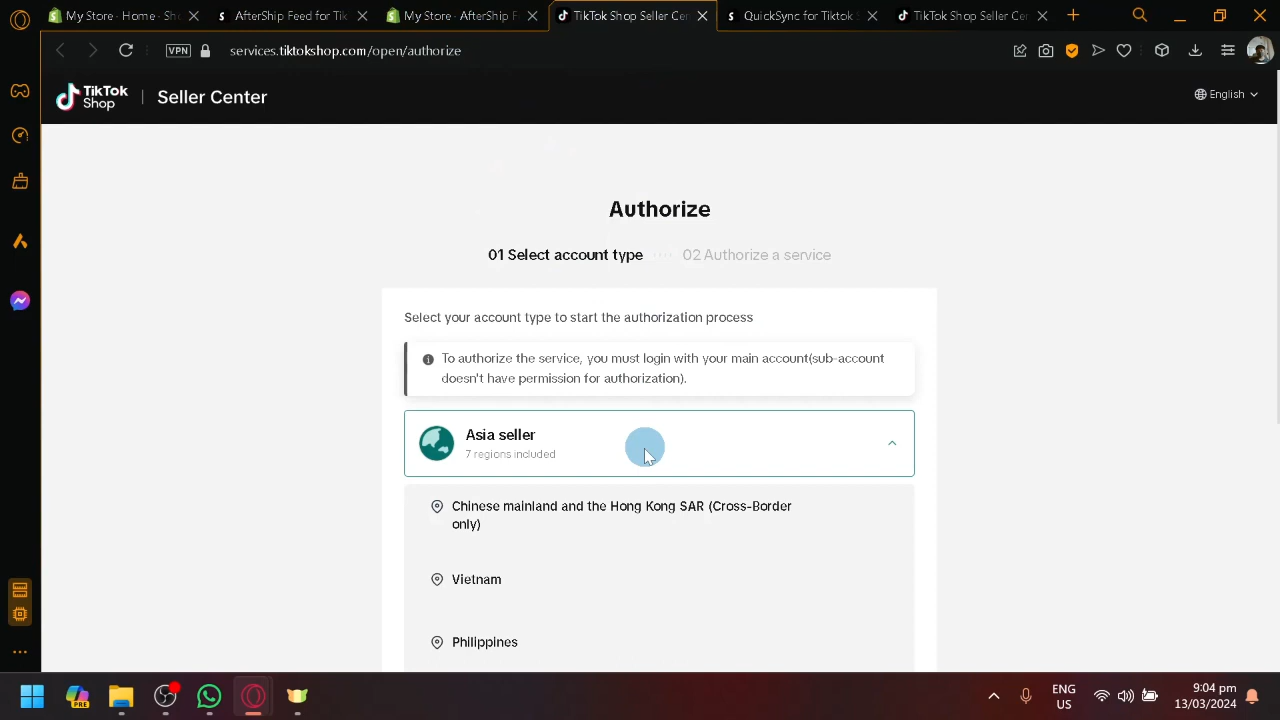 My Store · Home · Sh
AfterShip Feed for Tik
My Store · AfterShip F
TikTok Shop Seller Cen
QuickSync for Tiktok S
TikTok Shop Seller Cen
VPN
services.tiktokshop.com/open/authorize
TikTok
Shop
Seller Center
English
Authorize
01 Select account type
02 Authorize a service
Select your account type to start the authorization process
To authorize the service, you must login with your main account(sub-account
doesn't have permission for authorization).
Asia seller
7 regions included
Chinese mainland and the Hong Kong SAR (Cross-Border
only)
Vietnam
Philippines
PRE
ENG
US
9:04 pm
13/03/2024